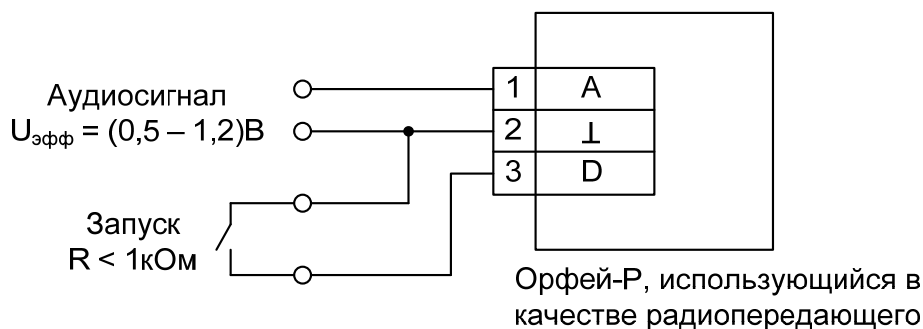 Аудиосигнал
Uэфф = (0,5 – 1,2)В
Запуск
R < 1кОм
1 A
2 ⊥
3 D
Орфей-Р, использующийся в
качестве радиопередающего